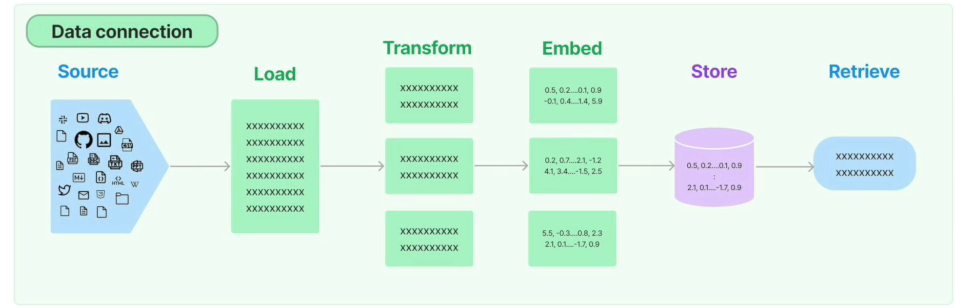 Data connection
Source
Load
Transform
Embed
Store
Retrieve
XXXXXXXXXX
XXXXXXXXXX
XXXXXXXXXX
XXXXXXXXXX
XXXXXXXXXX
XXXXXXXXXX
XXXXXXXXXX
XXXXXXXXXX
XXXXXXXXXX
XXXXXXXXXX
XXXXXXXXXX
XXXXXXXXXX
0.5, 0.2....0.1, 0.9
-0.1, 0.4....1.4, 5.9
0.2, 0.7....2.1, -1.2
4.1, 3.4....-1.5, 2.5
5.5, -0.3....0.8, 2.3
2.1, 0.1....-1.7, 0.9
0.5, 0.2....0.1, 0.9
:
2.1, 0.1....-1.7, 0.9
XXXXXXXXXX
XXXXXXXXXX
HTML
W